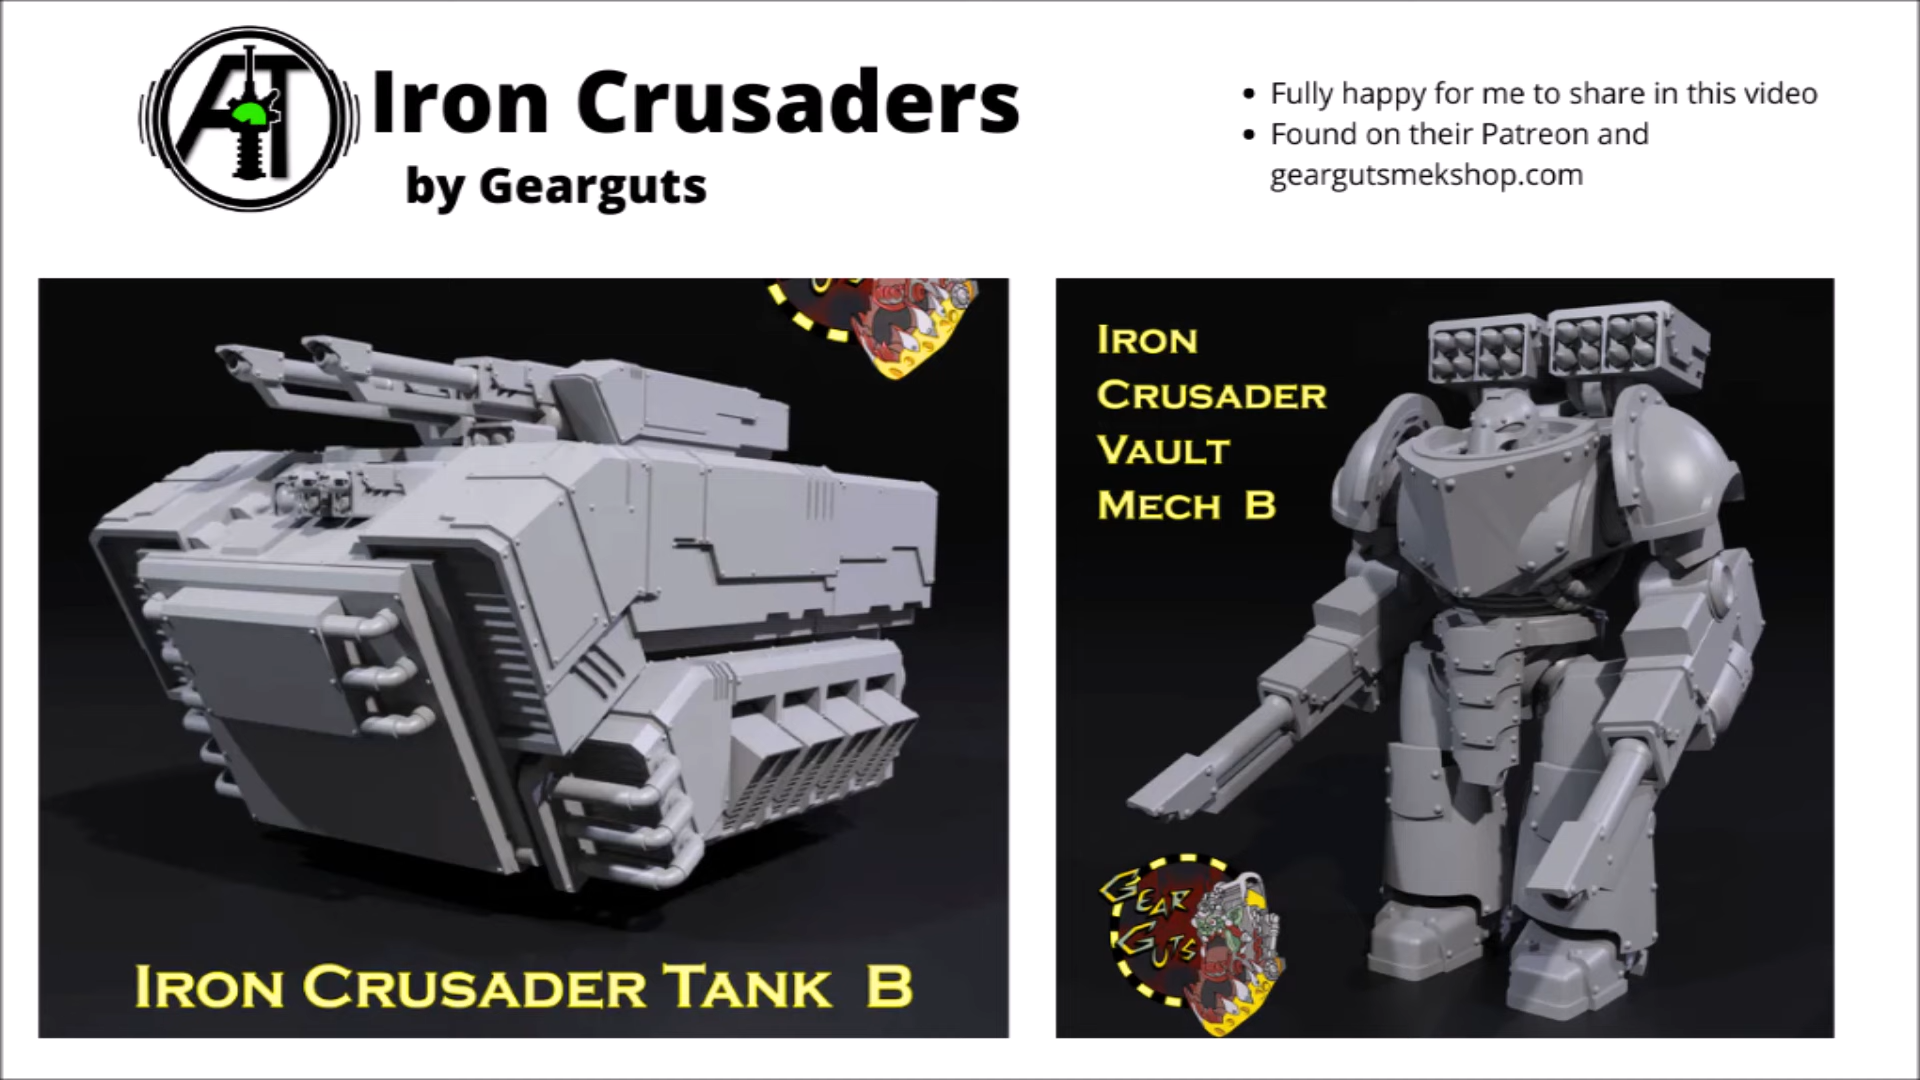 AT
Iron Crusaders
by Gearguts
• Fully happy for me to share in this video
• Found on their Patreon and
geargutsmekshop.com
Iron Crusader Tank B
Iron
Crusader
Vault
Mech B
Gear
Guts